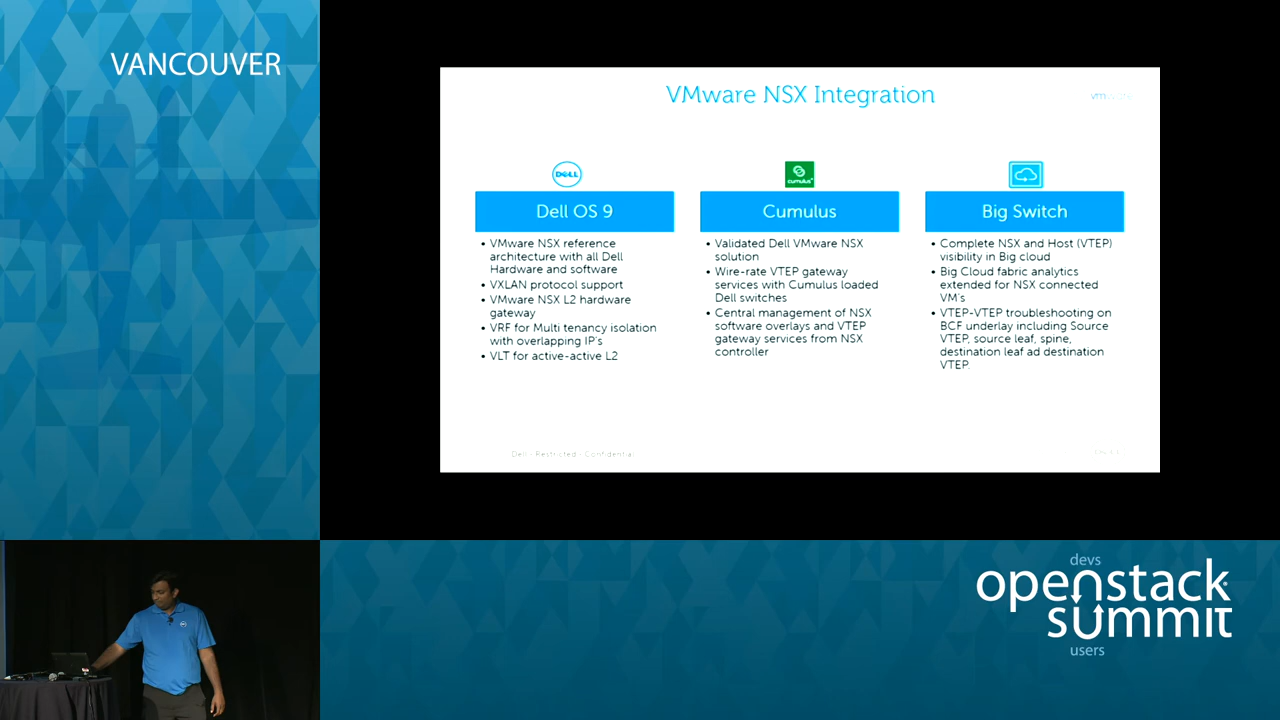 VANCOUVER
VMware NSX Integration
DELL
cumulus
Dell OS 9
Cumulus
Big Switch
• VMware NSX reference
architecture with all Dell
Hardware and software
• VXLAN protocol support
• VMware NSX L2 hardware
gateway
• VRF for Multi tenancy isolation
with overlapping IP's
• VLT for active-active L2
• Validated Dell VMware NSX
solution
• Wire-rate VTEP gateway
services with Cumulus loaded
Dell switches
• Central management of NSX
software overlays and VTEP
gateway services from NSX
controller
• Complete NSX and Host (VTEP)
visibility in Big cloud
• Big Cloud fabric analytics
extended for NSX connected
VM's
• VTEP-VTEP troubleshooting on
BCF underlay including Source
VTEP, source leaf, spine,
destination leaf ad destination
VTEP.
Dell - Restricted - Confidential
devs
openstack
summit
users